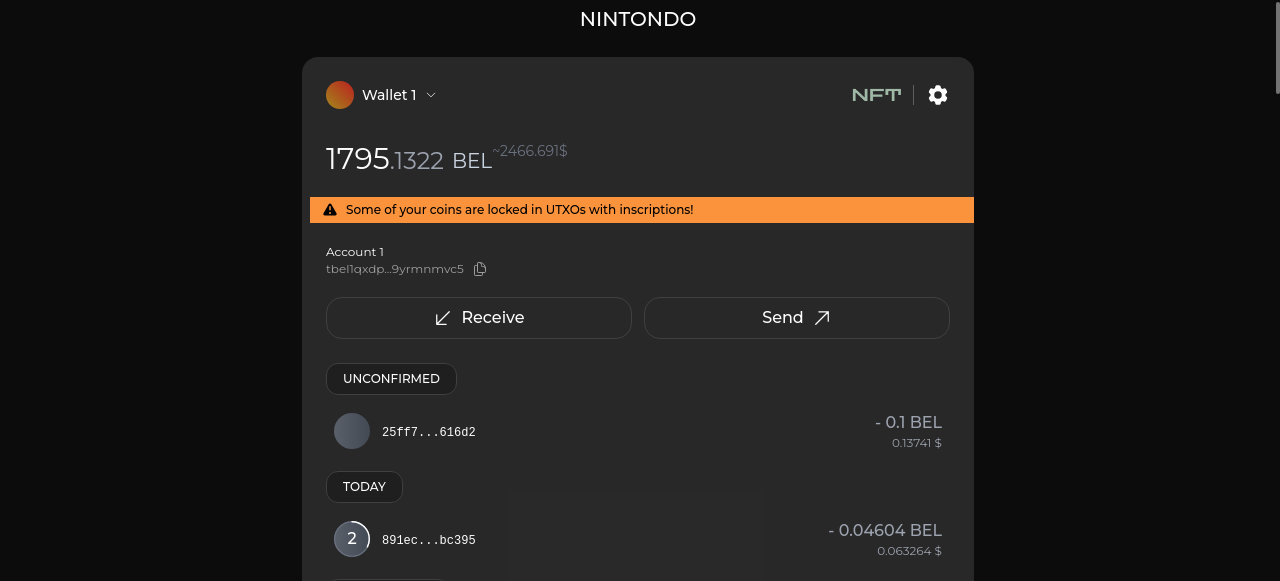 NINTONDO
Wallet 1
NFT
1795.1322 BEL ~2466.691$
Some of your coins are locked in UTXOs with inscriptions!
Account 1
tbel1qxdp...9yrmnmvc5
Receive
Send
UNCONFIRMED
25ff7...616d2
- 0.1 BEL
0.13741 $
TODAY
2
891ec...bc395
- 0.04604 BEL
0.063264 $